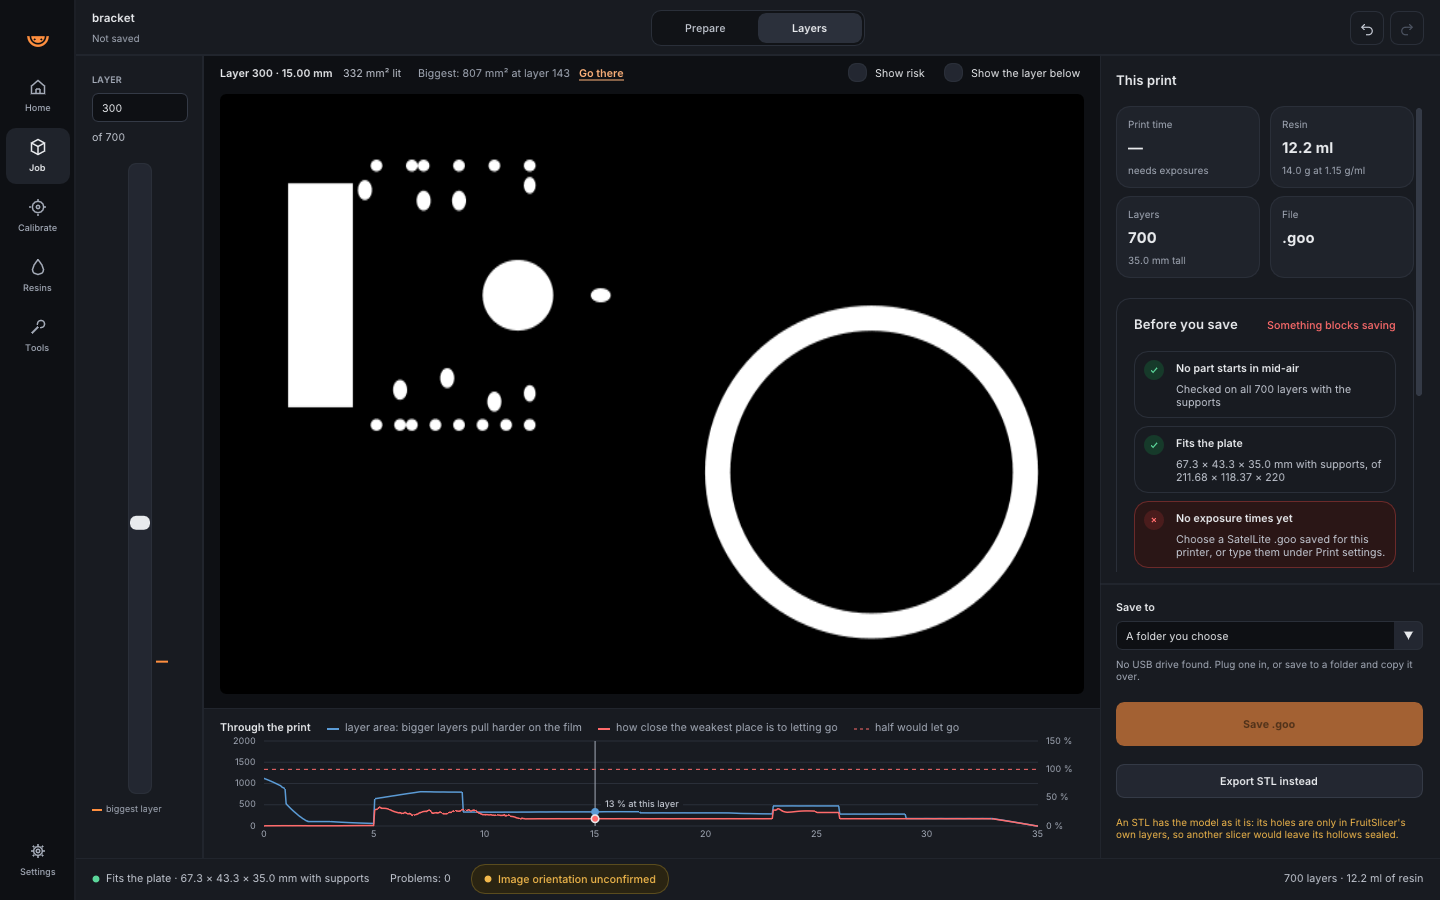 bracket
Not saved
Prepare
Layers
Home
Job
Calibrate
Resins
Tools
Settings
LAYER
300
of 700
biggest layer
Layer 300 · 15.00 mm
332 mm² lit
Biggest: 807 mm² at layer 143
Go there
Show risk
Show the layer below
Through the print
layer area: bigger layers pull harder on the film
how close the weakest place is to letting go
half would let go
2000
1500
1000
500
0
150 %
100 %
50 %
0 %
13 % at this layer
0
5
10
15
20
25
30
35
This print
Print time
—
needs exposures
Resin
12.2 ml
14.0 g at 1.15 g/ml
Layers
700
35.0 mm tall
File
.goo
Before you save
Something blocks saving
No part starts in mid-air
Checked on all 700 layers with the
supports
Fits the plate
67.3 × 43.3 × 35.0 mm with supports, of
211.68 × 118.37 × 220
No exposure times yet
Choose a SatelLite .goo saved for this
printer, or type them under Print settings.
Save to
A folder you choose
No USB drive found. Plug one in, or save to a folder and copy it
over.
Save .goo
Export STL instead
An STL has the model as it is: its holes are only in FruitSlicer's
own layers, so another slicer would leave its hollows sealed.
Fits the plate · 67.3 × 43.3 × 35.0 mm with supports
Problems: 0
Image orientation unconfirmed
700 layers · 12.2 ml of resin